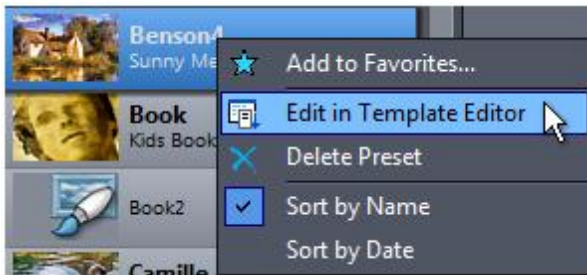 Benson4
Sunny Me
Add to Favorites...
Book
Kids Book
Edit in Template Editor
Delete Preset
Book2
Sort by Name
Sort by Date
Camille